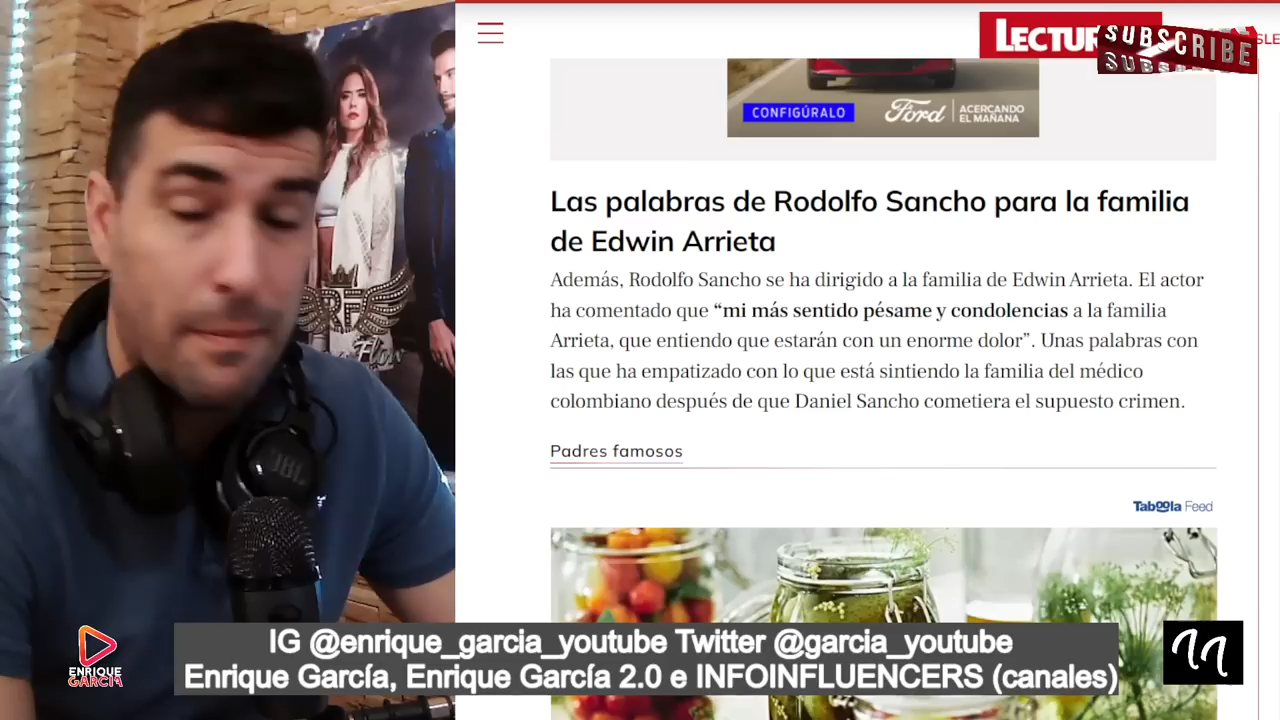 LECTUR
SUBSCRIBE
SLE
CONFIGÚRALO
Ford
ACERCANDO
EL MAÑANA
Las palabras de Rodolfo Sancho para la familia
de Edwin Arrieta
Además, Rodolfo Sancho se ha dirigido a la familia de Edwin Arrieta. El actor
ha comentado que “mi más sentido pésame y condolencias a la familia
Arrieta, que entiendo que estarán con un enorme dolor”. Unas palabras con
las que ha empatizado con lo que está sintiendo la familia del médico
colombiano después de que Daniel Sancho cometiera el supuesto crimen.
Padres famosos
Taboola Feed
RF
Flow
JBL
IG @enrique_garcia_youtube Twitter @garcia_youtube
Enrique García, Enrique García 2.0 e INFOINFLUENCERS (canales)
ENRIQUE
GARCÍA